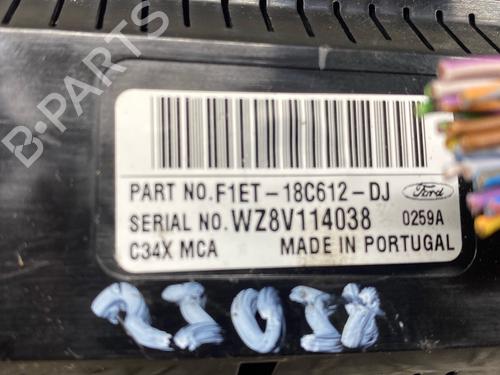 B-PARTS
PART NO. F1ET-18C612-DJ Ford
SERIAL NO. WZ8V114038 0259A
C34X MCA MADE IN PORTUGAL